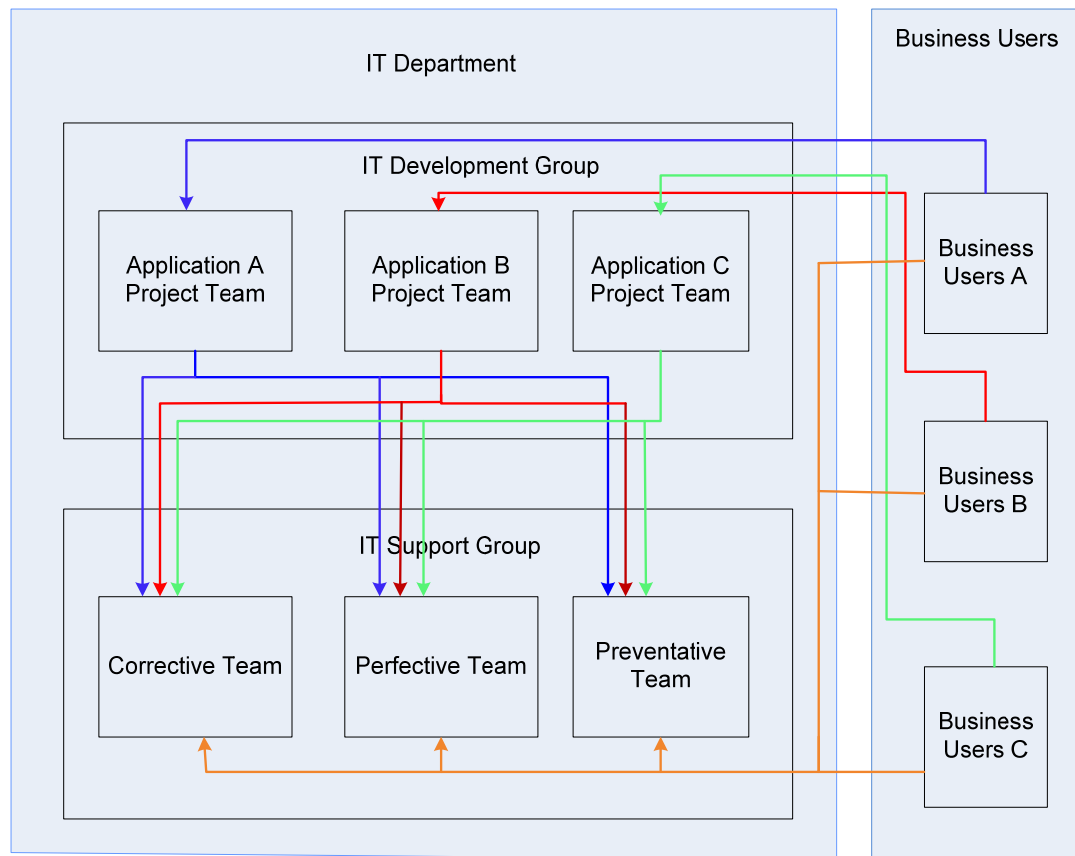 IT Department
Business Users
IT Development Group
Application A
Project Team
Application B
Project Team
Application C
Project Team
Business
Users A
Business
Users B
IT Support Group
Corrective Team
Perfective Team
Preventative
Team
Business
Users C